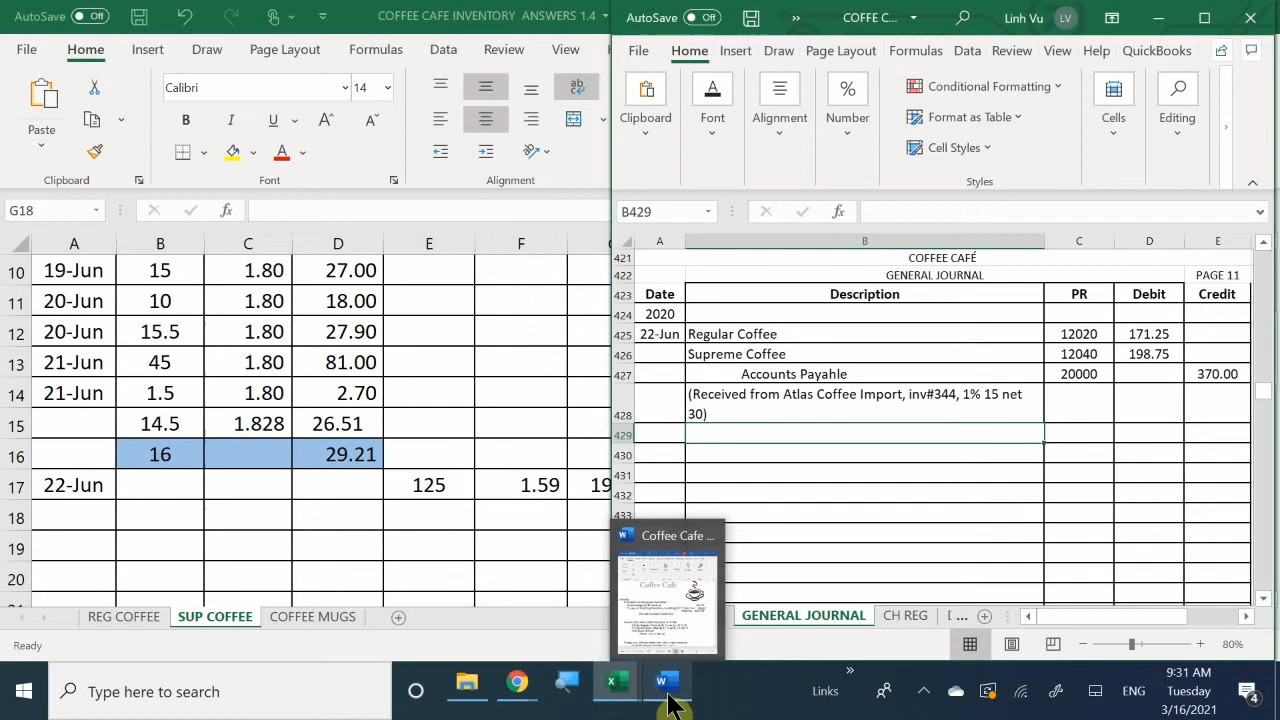 AutoSave Off COFFEE CAFE INVENTORY ANSWERS 1.4
File Home Insert Draw Page Layout Formulas Data Review View
Paste
Calibri 14
B I U A A
Clipboard Font Alignment
G18 fx
A B C D E F
10 19-Jun 15 1.80 27.00
11 20-Jun 10 1.80 18.00
12 20-Jun 15.5 1.80 27.90
13 21-Jun 45 1.80 81.00
14 21-Jun 1.5 1.80 2.70
15 14.5 1.828 26.51
16 16 29.21
17 22-Jun 125 1.59 19
18
19
20
REG COFFEE SUP COFFEE COFFEE MUGS
Ready
AutoSave Off COFFE C... Linh Vu LV
File Home Insert Draw Page Layout Formulas Data Review View Help QuickBooks
Clipboard Font Alignment Number
Conditional Formatting
Format as Table
Cell Styles
Cells Editing
Styles
B429 fx
A B C D E
421 COFFEE CAFÉ
422 GENERAL JOURNAL PAGE 11
423 Date Description PR Debit Credit
424 2020
425 22-Jun Regular Coffee 12020 171.25
426 Supreme Coffee 12040 198.75
427 Accounts Payahle 20000 370.00
(Received from Atlas Coffee Import, inv#344, 1% 15 net
428 30)
429
430
431
432
433
Coffee Cafe ...
Coffee Café
GENERAL JOURNAL CH REG ...
80%
Type here to search
Links ENG
9:31 AM
Tuesday
3/16/2021
4